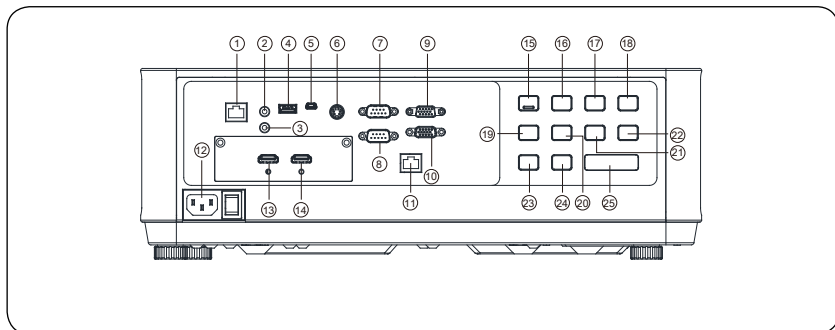 ① ② ④ ⑤ ⑥ ⑦ ⑨ ⑮ ⑯ ⑰ ⑱
③ ⑲ ㉒
⑫ ⑧ ⑩ ㉑
⑬ ⑭ ⑪ ㉓ ㉔ ⑳ ㉕